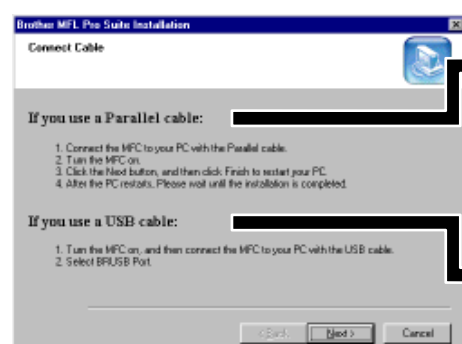 Brother MFL Pro Suite Installation
Connect Cable
If you use a Parallel cable:
1. Connect the MFC to your PC with the Parallel cable.
2. Turn the MFC on.
3. Click the Next button, and then click Finish to restart your PC.
4. After the PC restarts, Please wait until the installation is completed.
If you use a USB cable:
1. Turn the MFC on, and then connect the MFC to your PC with the USB cable.
2. Select BRUSB Port.
< Back Next > Cancel